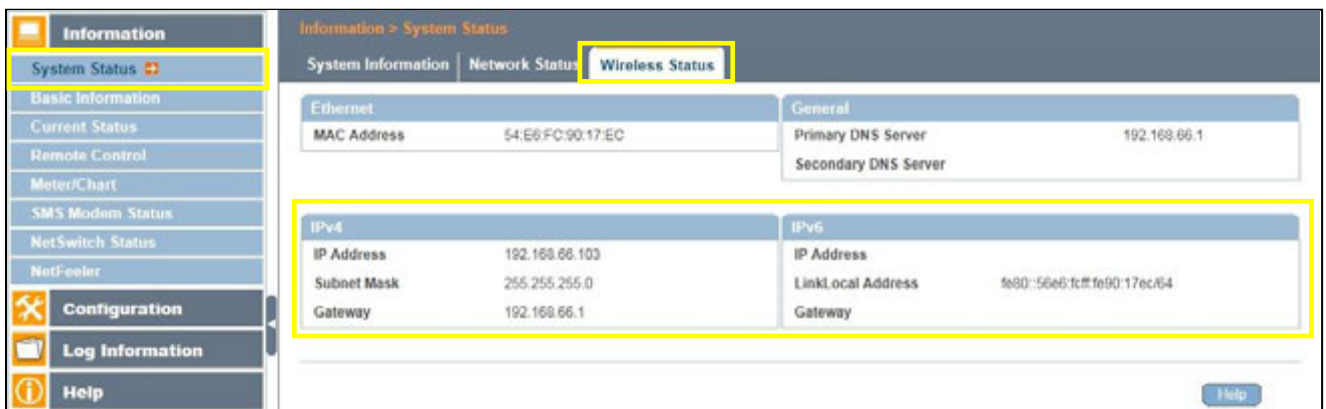 Information
System Status
Basic Information
Current Status
Remote Control
Meter/Chart
SMS Modem Status
NetSwitch Status
NetFeeler
Configuration
Log Information
Help
Information > System Status
System Information | Network Status Wireless Status
Ethernet
MAC Address 54:E6:FC:90:17:EC
General
Primary DNS Server 192.168.66.1
Secondary DNS Server
IPv4
IP Address 192.168.66.103
Subnet Mask 255.255.255.0
Gateway 192.168.66.1
IPv6
IP Address
LinkLocal Address fe80::56e6:fcff:fe90:17ec/64
Gateway
Help